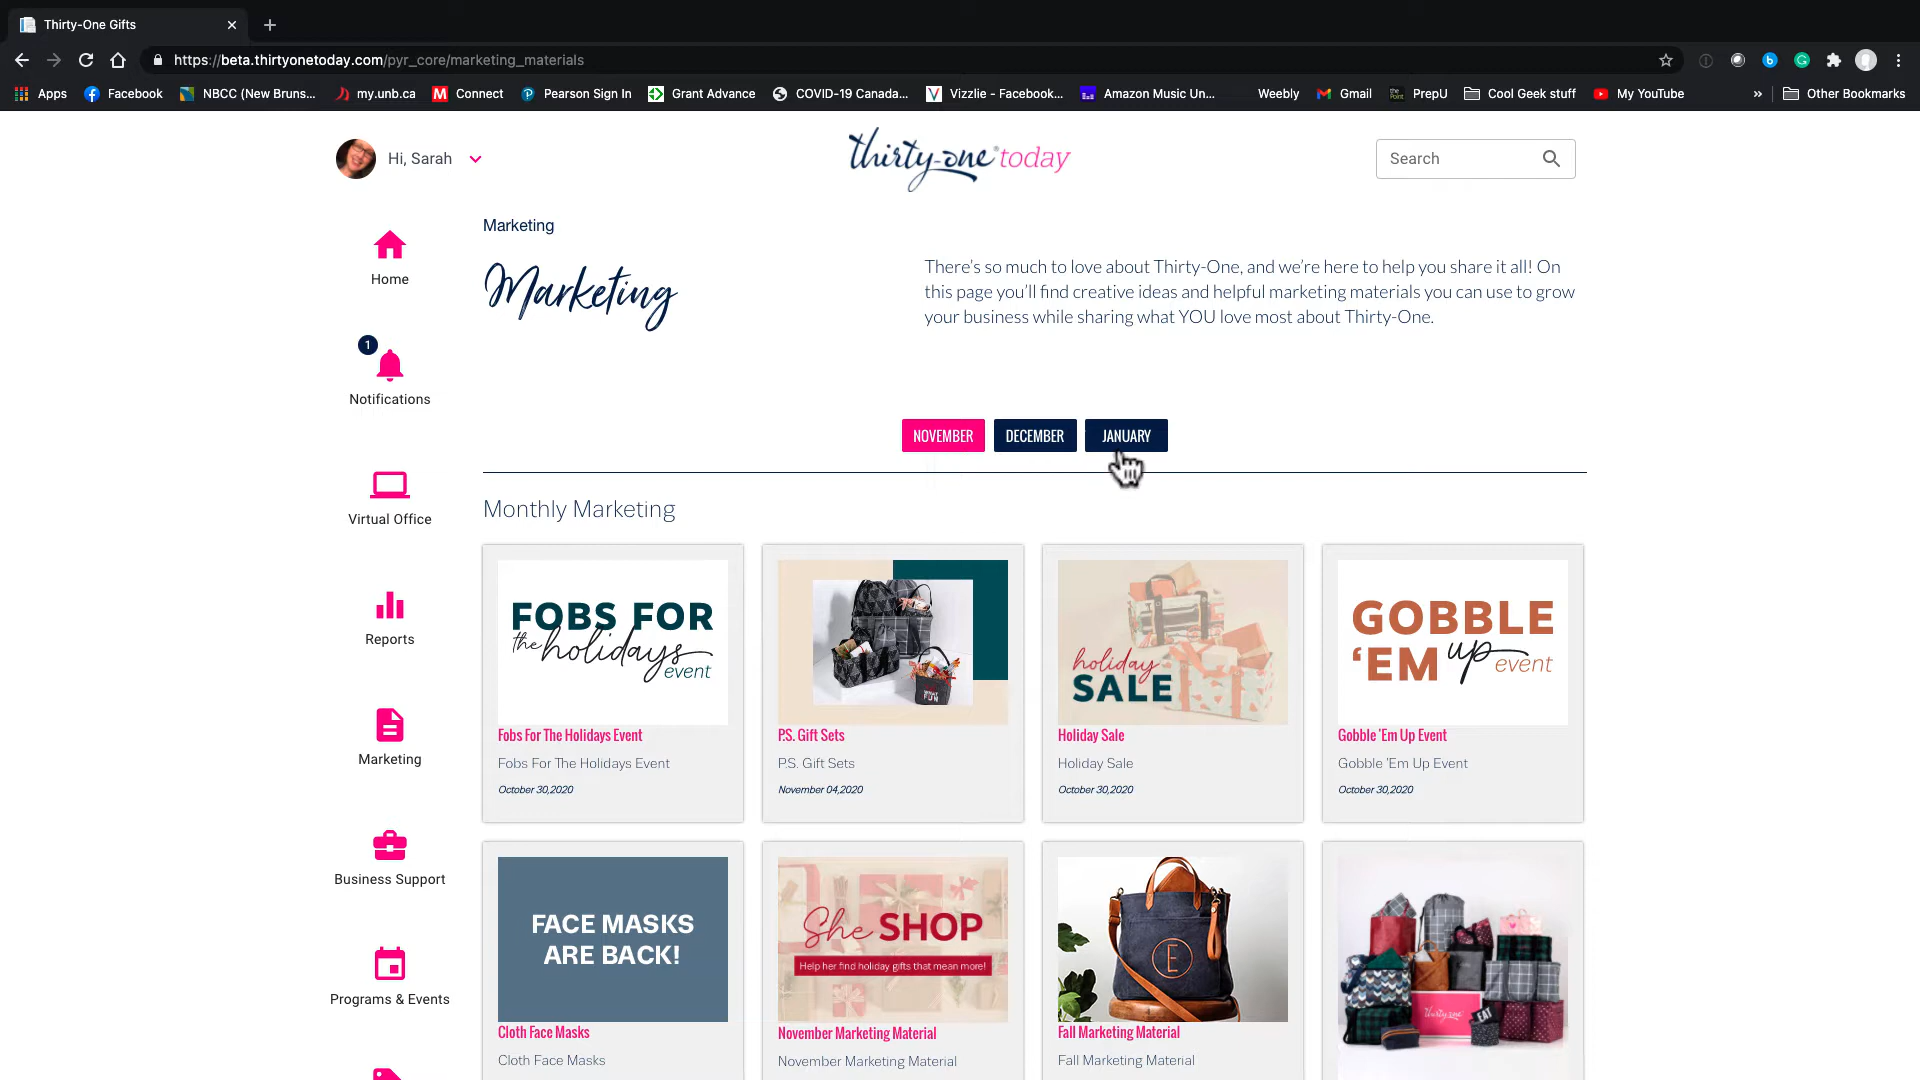 Thirty-One Gifts
https://beta.thirtyonetoday.com/pyr_core/marketing_materials
Apps
Facebook
NBCC (New Bruns...
my.unb.ca
Connect
Pearson Sign In
Grant Advance
COVID-19 Canada...
Vizzlie - Facebook...
Amazon Music Un...
Weebly
Gmail
PrepU
Cool Geek stuff
My YouTube
»
Other Bookmarks
Hi, Sarah
thirty-one® today
Search
Marketing
Marketing
There's so much to love about Thirty-One, and we're here to help you share it all! On
this page you'll find creative ideas and helpful marketing materials you can use to grow
your business while sharing what YOU love most about Thirty-One.
Home
1
Notifications
Virtual Office
Reports
Marketing
Business Support
Programs & Events
NOVEMBER
DECEMBER
JANUARY
Monthly Marketing
FOBS FOR
the holidays
event
Fobs For The Holidays Event
Fobs For The Holidays Event
October 30,2020
P.S. Gift Sets
P.S. Gift Sets
November 04,2020
holiday
SALE
Holiday Sale
Holiday Sale
October 30,2020
GOBBLE
'EM up event
Gobble 'Em Up Event
Gobble 'Em Up Event
October 30,2020
FACE MASKS
ARE BACK!
Cloth Face Masks
Cloth Face Masks
She SHOP
Help her find holiday gifts that mean more!
November Marketing Material
November Marketing Material
E
Fall Marketing Material
Fall Marketing Material
thirty-one
EAT